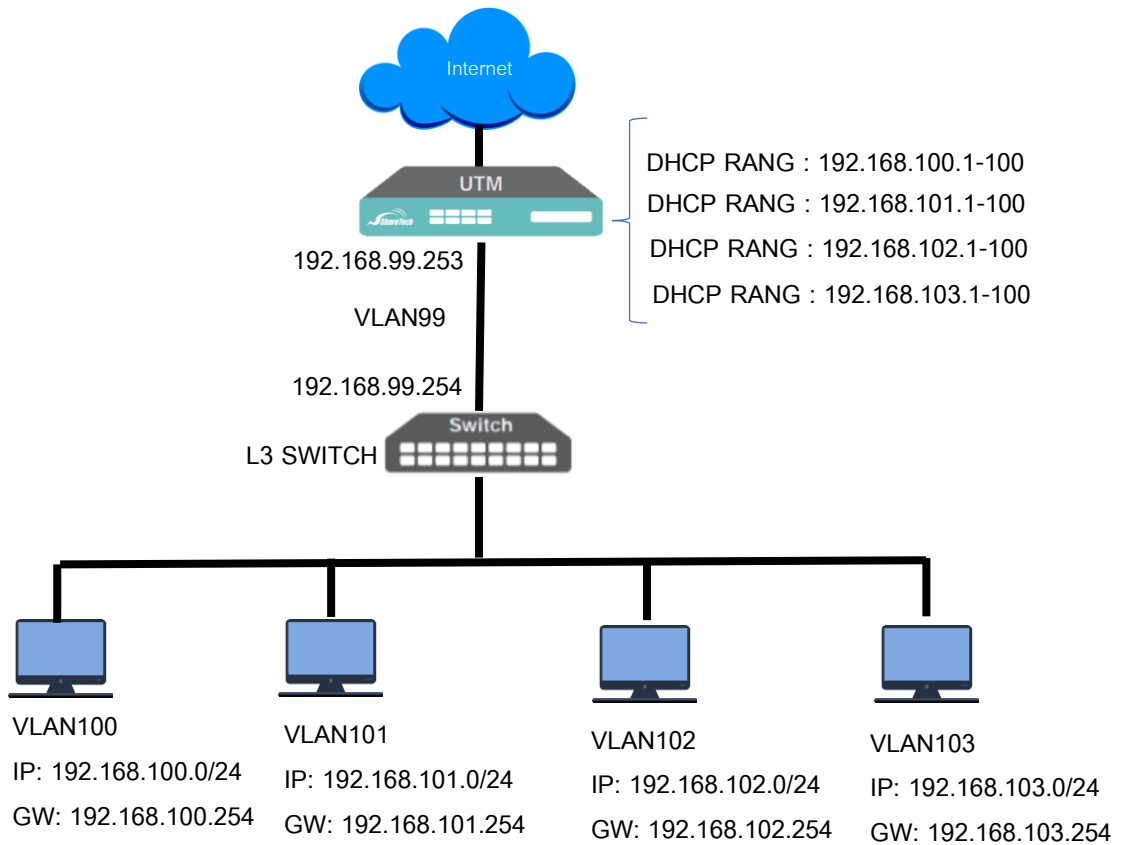 Internet
UTM
ShareTech
DHCP RANG : 192.168.100.1-100
DHCP RANG : 192.168.101.1-100
DHCP RANG : 192.168.102.1-100
DHCP RANG : 192.168.103.1-100
192.168.99.253
VLAN99
192.168.99.254
Switch
L3 SWITCH
VLAN100
IP: 192.168.100.0/24
GW: 192.168.100.254
VLAN101
IP: 192.168.101.0/24
GW: 192.168.101.254
VLAN102
IP: 192.168.102.0/24
GW: 192.168.102.254
VLAN103
IP: 192.168.103.0/24
GW: 192.168.103.254